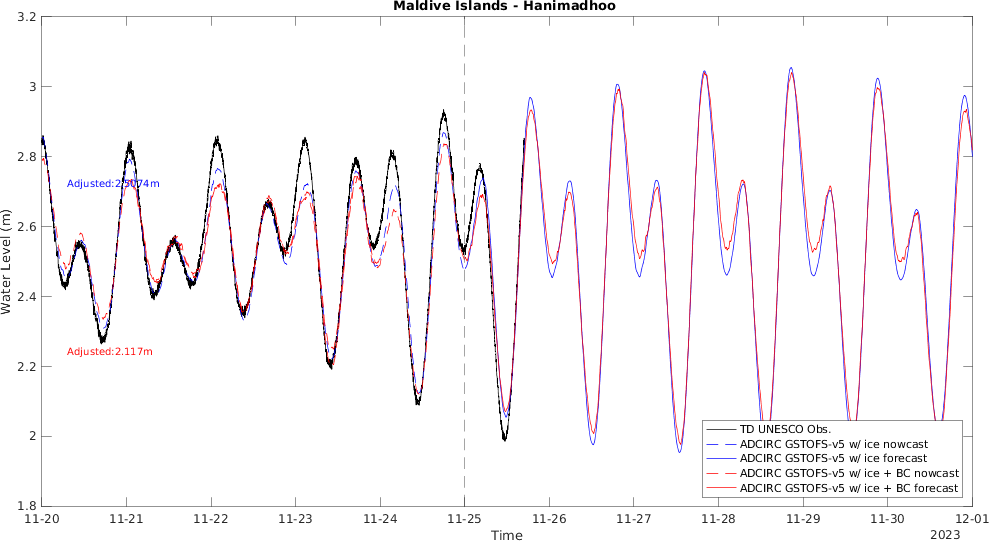 Maldive Islands - Hanimadhoo
3.2
3
2.8
2.6
2.4
2.2
2
1.8
Water Level (m)
Adjusted:2.5074m
Adjusted:2.117m
TD UNESCO Obs.
ADCIRC GSTOFS-v5 w/ ice nowcast
ADCIRC GSTOFS-v5 w/ ice forecast
ADCIRC GSTOFS-v5 w/ ice + BC nowcast
ADCIRC GSTOFS-v5 w/ ice + BC forecast
11-20 11-21 11-22 11-23 11-24 11-25 11-26 11-27 11-28 11-29 11-30 12-01
Time
2023